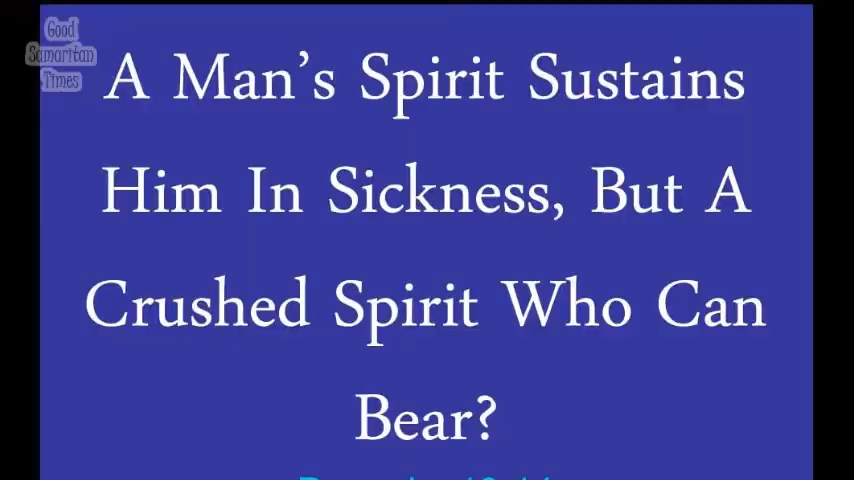 Good
Samaritan
Times
A Man’s Spirit Sustains
Him In Sickness, But A
Crushed Spirit Who Can
Bear?